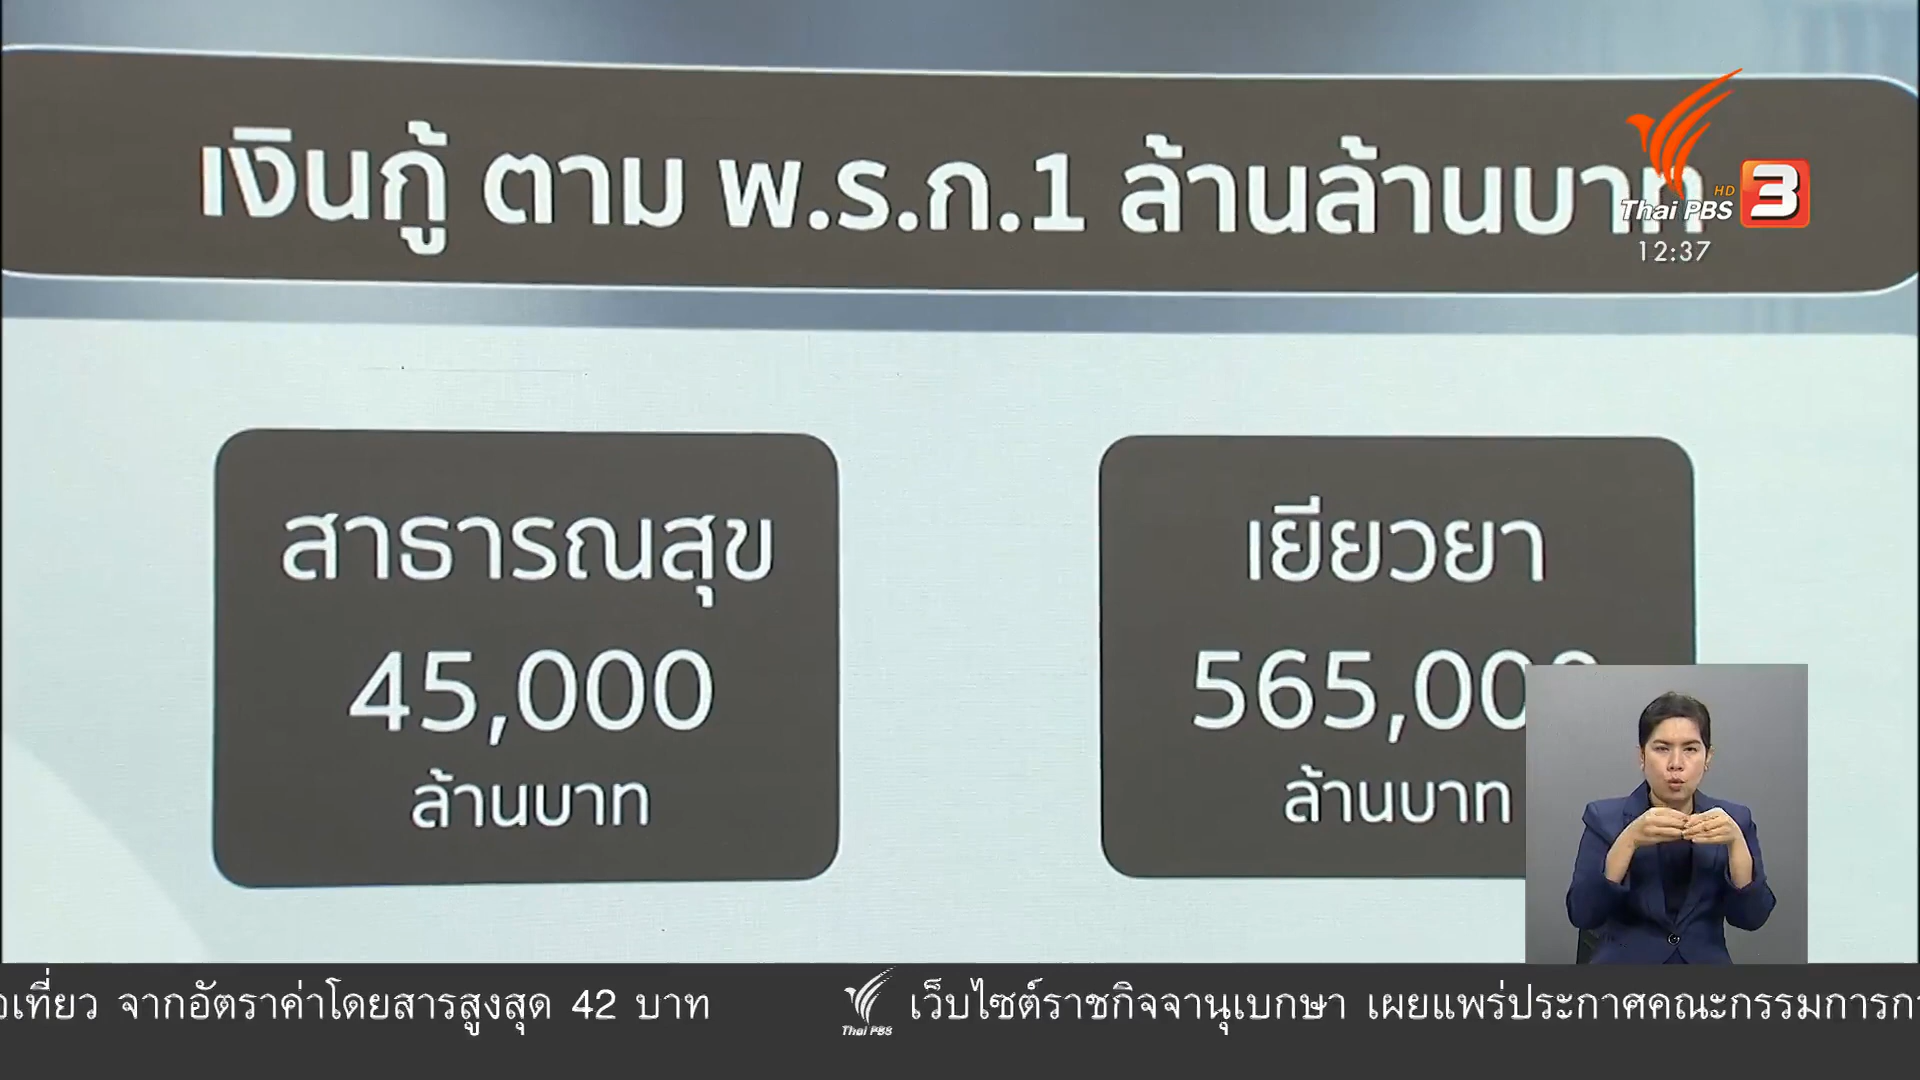 เงินกู้ ตาม พ.ร.ก.1 ล้านล้านบาท
HD
Thai PBS 3
12:37
สาธารณสุข
45,000
ล้านบาท
เยียวยา
565,00
ล้านบาท
เที่ยว จากอัตราค่าโดยสารสูงสุด 42 บาท
Thai PBS
เว็บไซต์ราชกิจจานุเบกษา เผยแพร่ประกาศคณะกรรมการ